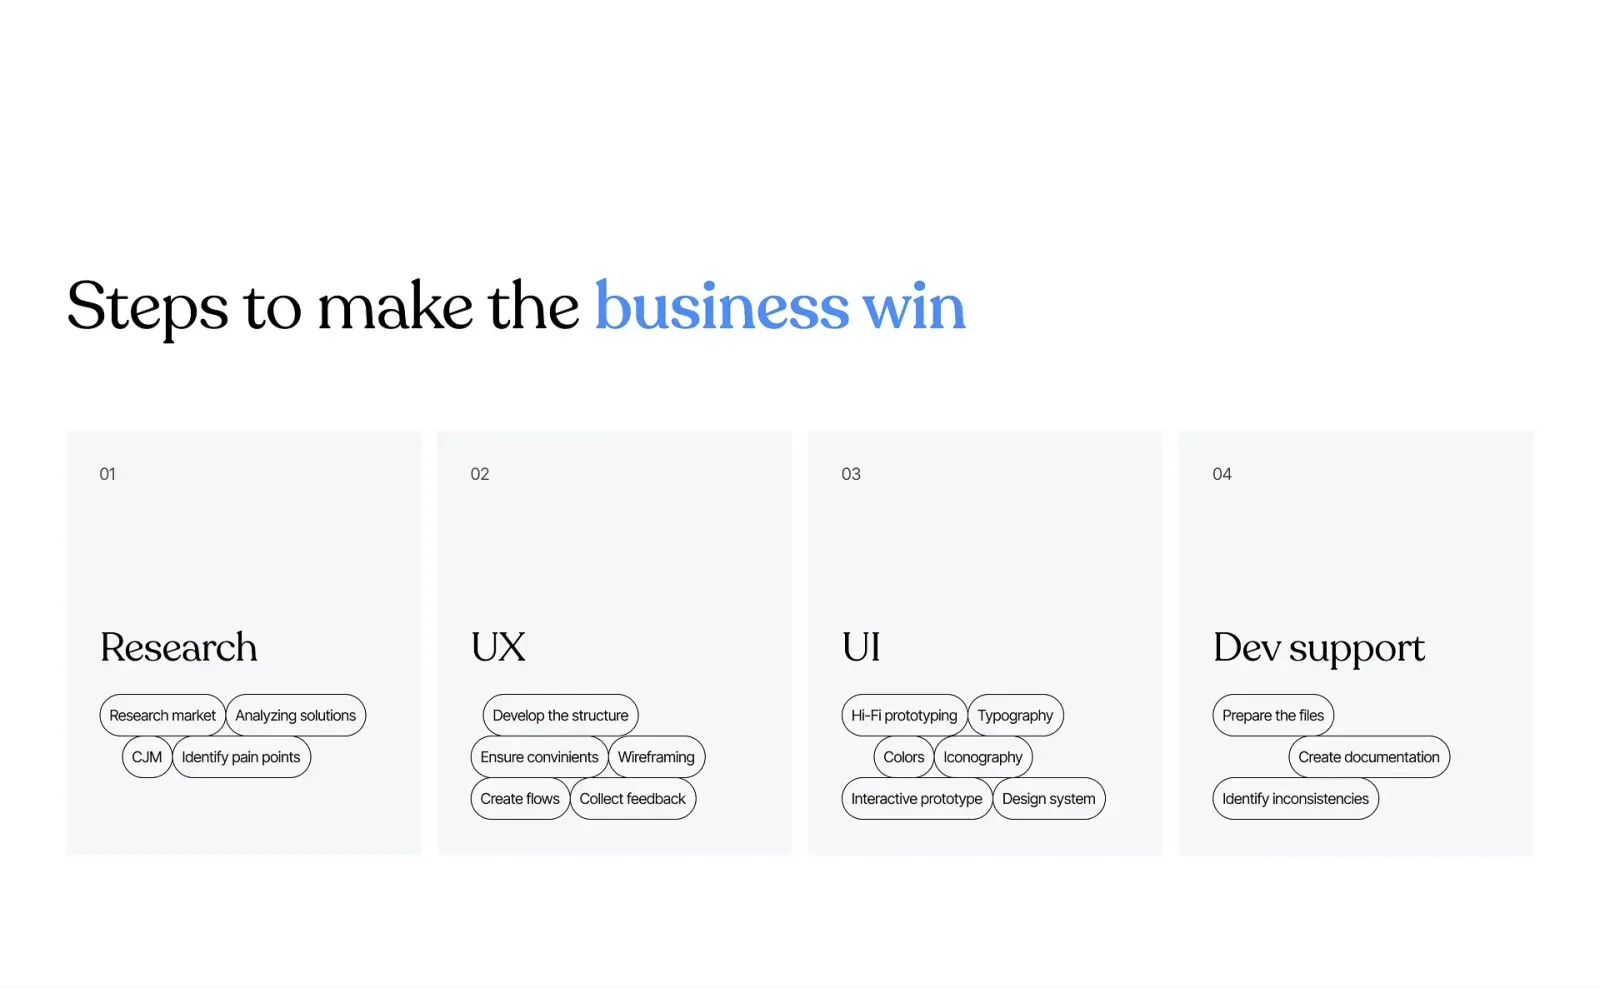 Steps to make the business win
01
Research
Research market Analyzing solutions
CJM Identify pain points
02
UX
Develop the structure
Ensure convinients Wireframing
Create flows Collect feedback
03
UI
Hi-Fi prototyping Typography
Colors Iconography
Interactive prototype Design system
04
Dev support
Prepare the files
Create documentation
Identify inconsistencies